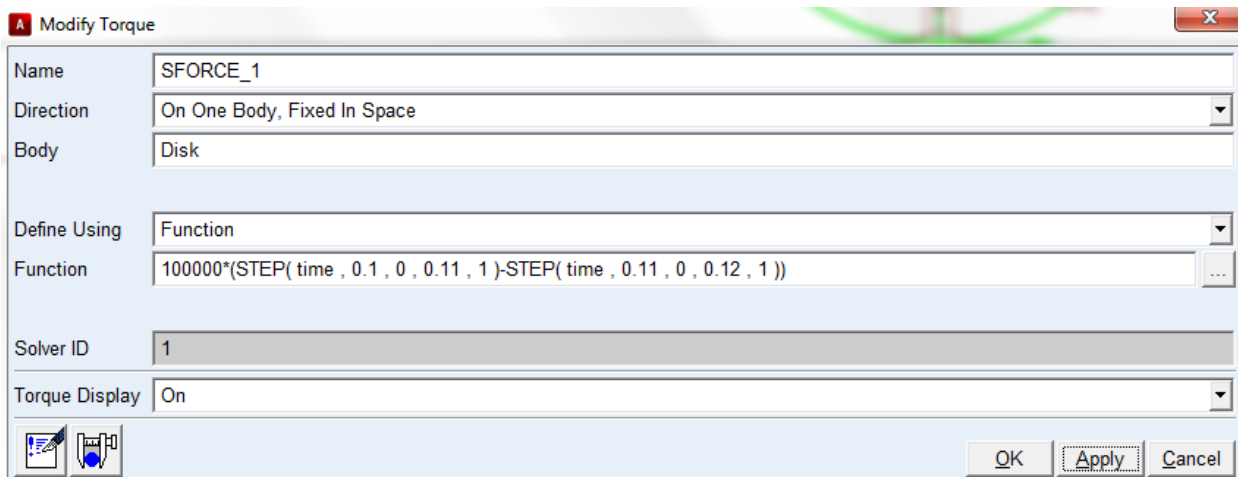 A Modify Torque X
Name SFORCE_1
Direction On One Body, Fixed In Space
Body Disk
Define Using Function
Function 100000*(STEP( time , 0.1 , 0 , 0.11 , 1 )-STEP( time , 0.11 , 0 , 0.12 , 1 )) ...
Solver ID 1
Torque Display On
OK Apply Cancel